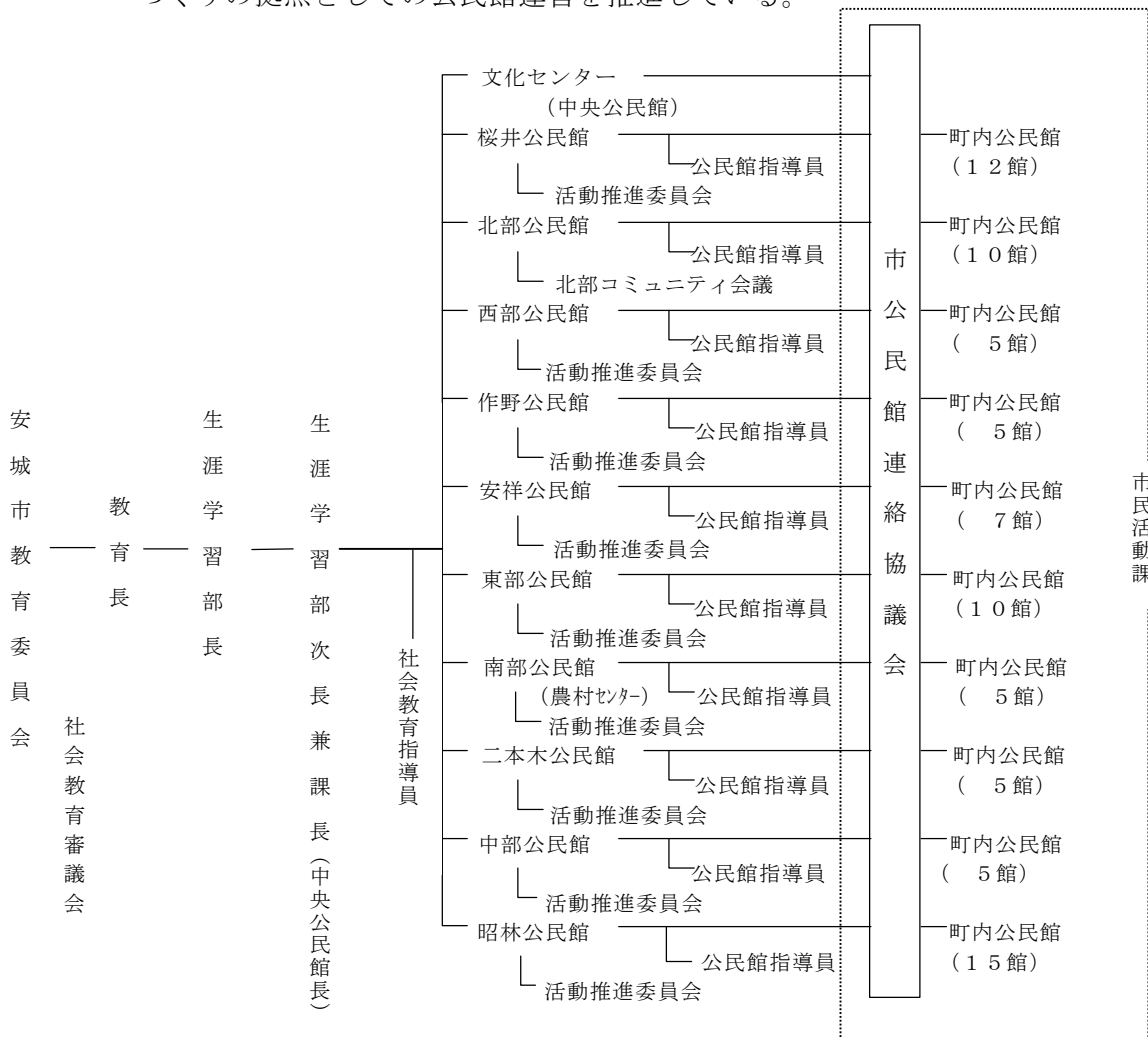 つくりの拠点としての公民館運営を推進している。
安城市教育委員会
社会教育審議会
教育長
生涯学習部長
生涯学習部次長兼課長(中央公民館長)
社会教育指導員
文化センター
(中央公民館)
桜井公民館
公民館指導員
活動推進委員会
北部公民館
公民館指導員
北部コミュニティ会議
西部公民館
公民館指導員
活動推進委員会
作野公民館
公民館指導員
活動推進委員会
安祥公民館
公民館指導員
活動推進委員会
東部公民館
公民館指導員
活動推進委員会
南部公民館
(農村センター)
公民館指導員
活動推進委員会
二本木公民館
公民館指導員
活動推進委員会
中部公民館
公民館指導員
活動推進委員会
昭林公民館
公民館指導員
活動推進委員会
市公民館連絡協議会
町内公民館
(12館)
町内公民館
(10館)
町内公民館
( 5館)
町内公民館
( 5館)
町内公民館
( 7館)
町内公民館
(10館)
町内公民館
( 5館)
町内公民館
( 5館)
町内公民館
( 5館)
町内公民館
(15館)
市民活動課